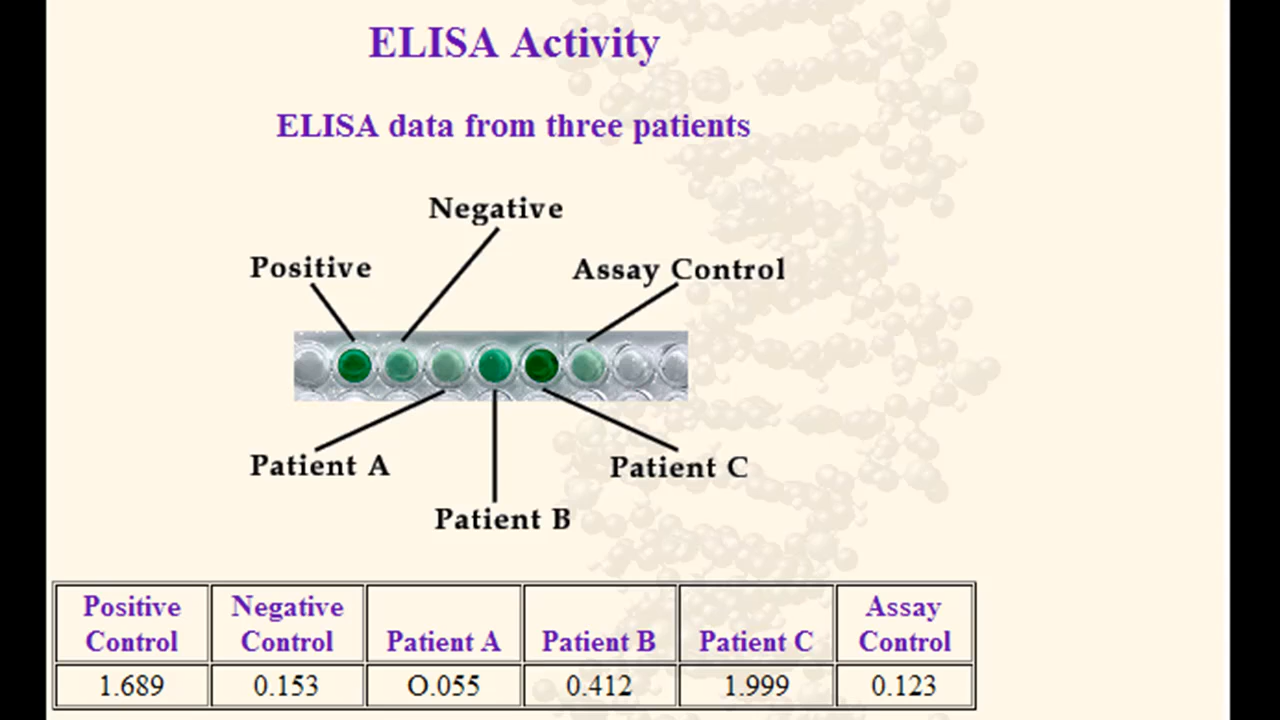 ELISA Activity
ELISA data from three patients
Negative
Positive
Assay Control
Patient A
Patient C
Patient B
Positive Control
Negative Control
Patient A
Patient B
Patient C
Assay Control
1.689
0.153
O.055
0.412
1.999
0.123